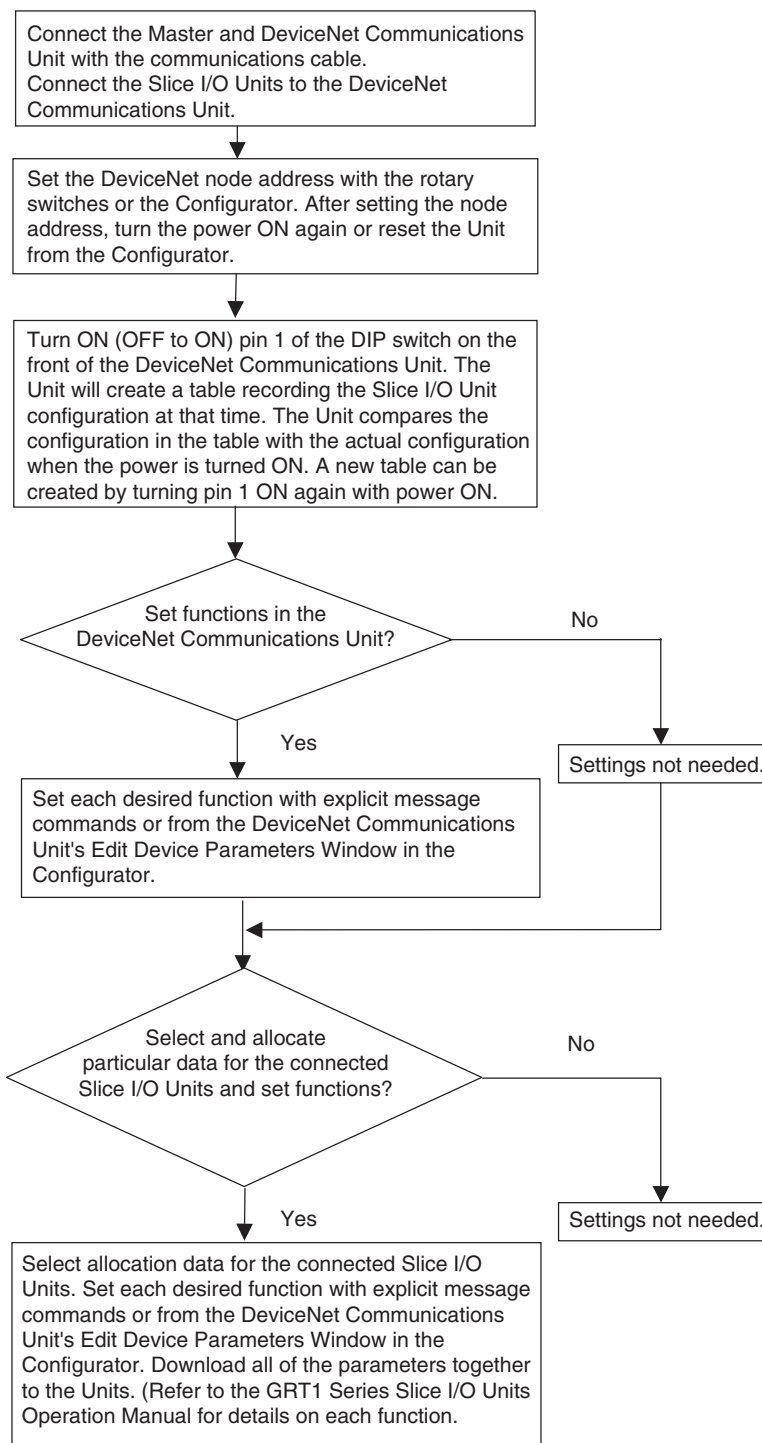 Connect the Master and DeviceNet Communications
Unit with the communications cable.
Connect the Slice I/O Units to the DeviceNet
Communications Unit.
Set the DeviceNet node address with the rotary
switches or the Configurator. After setting the node
address, turn the power ON again or reset the Unit
from the Configurator.
Turn ON (OFF to ON) pin 1 of the DIP switch on the
front of the DeviceNet Communications Unit. The
Unit will create a table recording the Slice I/O Unit
configuration at that time. The Unit compares the
configuration in the table with the actual configuration
when the power is turned ON. A new table can be
created by turning pin 1 ON again with power ON.
Set functions in the
DeviceNet Communications Unit?
No
Yes
Settings not needed.
Set each desired function with explicit message
commands or from the DeviceNet Communications
Unit's Edit Device Parameters Window in the
Configurator.
Select and allocate
particular data for the connected
Slice I/O Units and set functions?
No
Yes
Settings not needed.
Select allocation data for the connected Slice I/O
Units. Set each desired function with explicit message
commands or from the DeviceNet Communications
Unit's Edit Device Parameters Window in the
Configurator. Download all of the parameters together
to the Units. (Refer to the GRT1 Series Slice I/O Units
Operation Manual for details on each function.